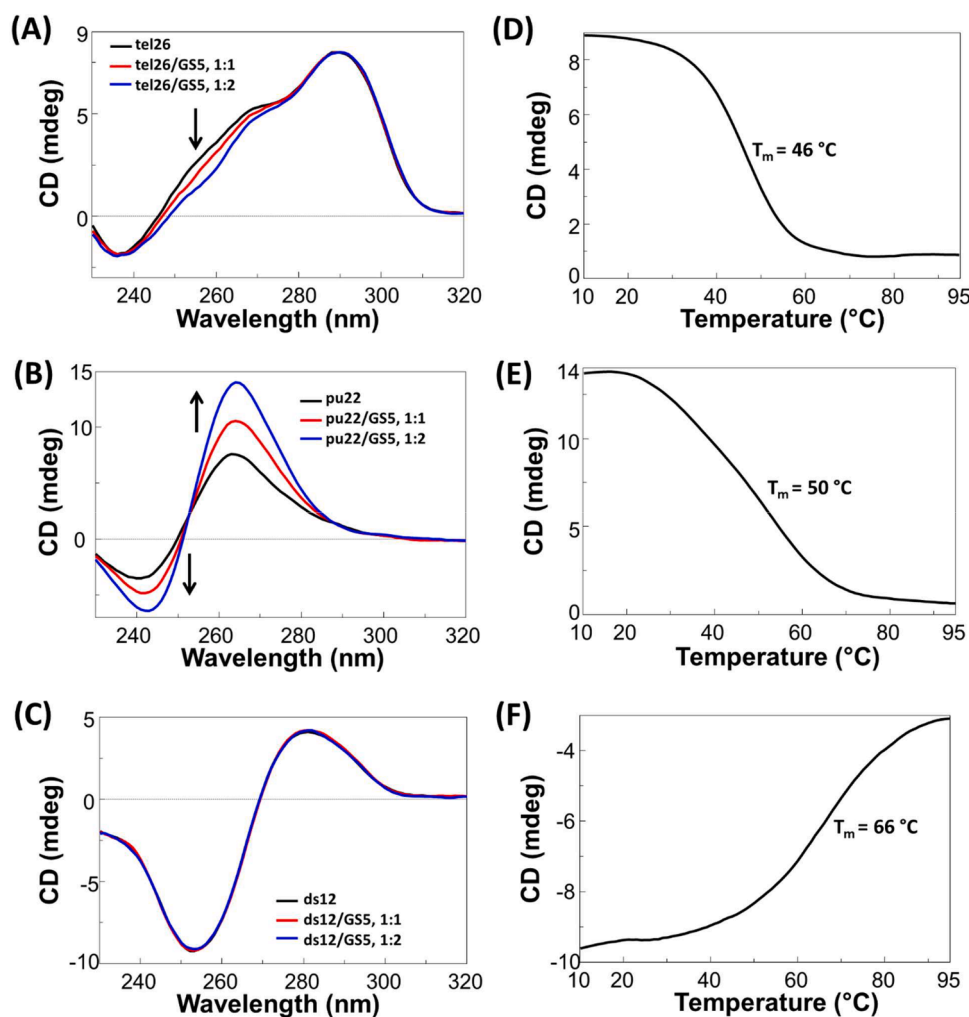 (A)
CD (mdeg)
9
5
0
tel26
tel26/GS5, 1:1
tel26/GS5, 1:2
240 260 280 300 320
Wavelength (nm)
(D)
CD (mdeg)
8
6
4
2
0
Tm = 46 °C
10 20 40 60 80 95
Temperature (°C)
(B)
CD (mdeg)
15
10
5
0
pu22
pu22/GS5, 1:1
pu22/GS5, 1:2
240 260 280 300 320
Wavelength (nm)
(E)
CD (mdeg)
14
10
5
0
Tm = 50 °C
10 20 40 60 80 95
Temperature (°C)
(C)
CD (mdeg)
5
0
-5
-10
ds12
ds12/GS5, 1:1
ds12/GS5, 1:2
240 260 280 300 320
Wavelength (nm)
(F)
CD (mdeg)
-4
-6
-8
-10
Tm = 66 °C
10 20 40 60 80 95
Temperature (°C)